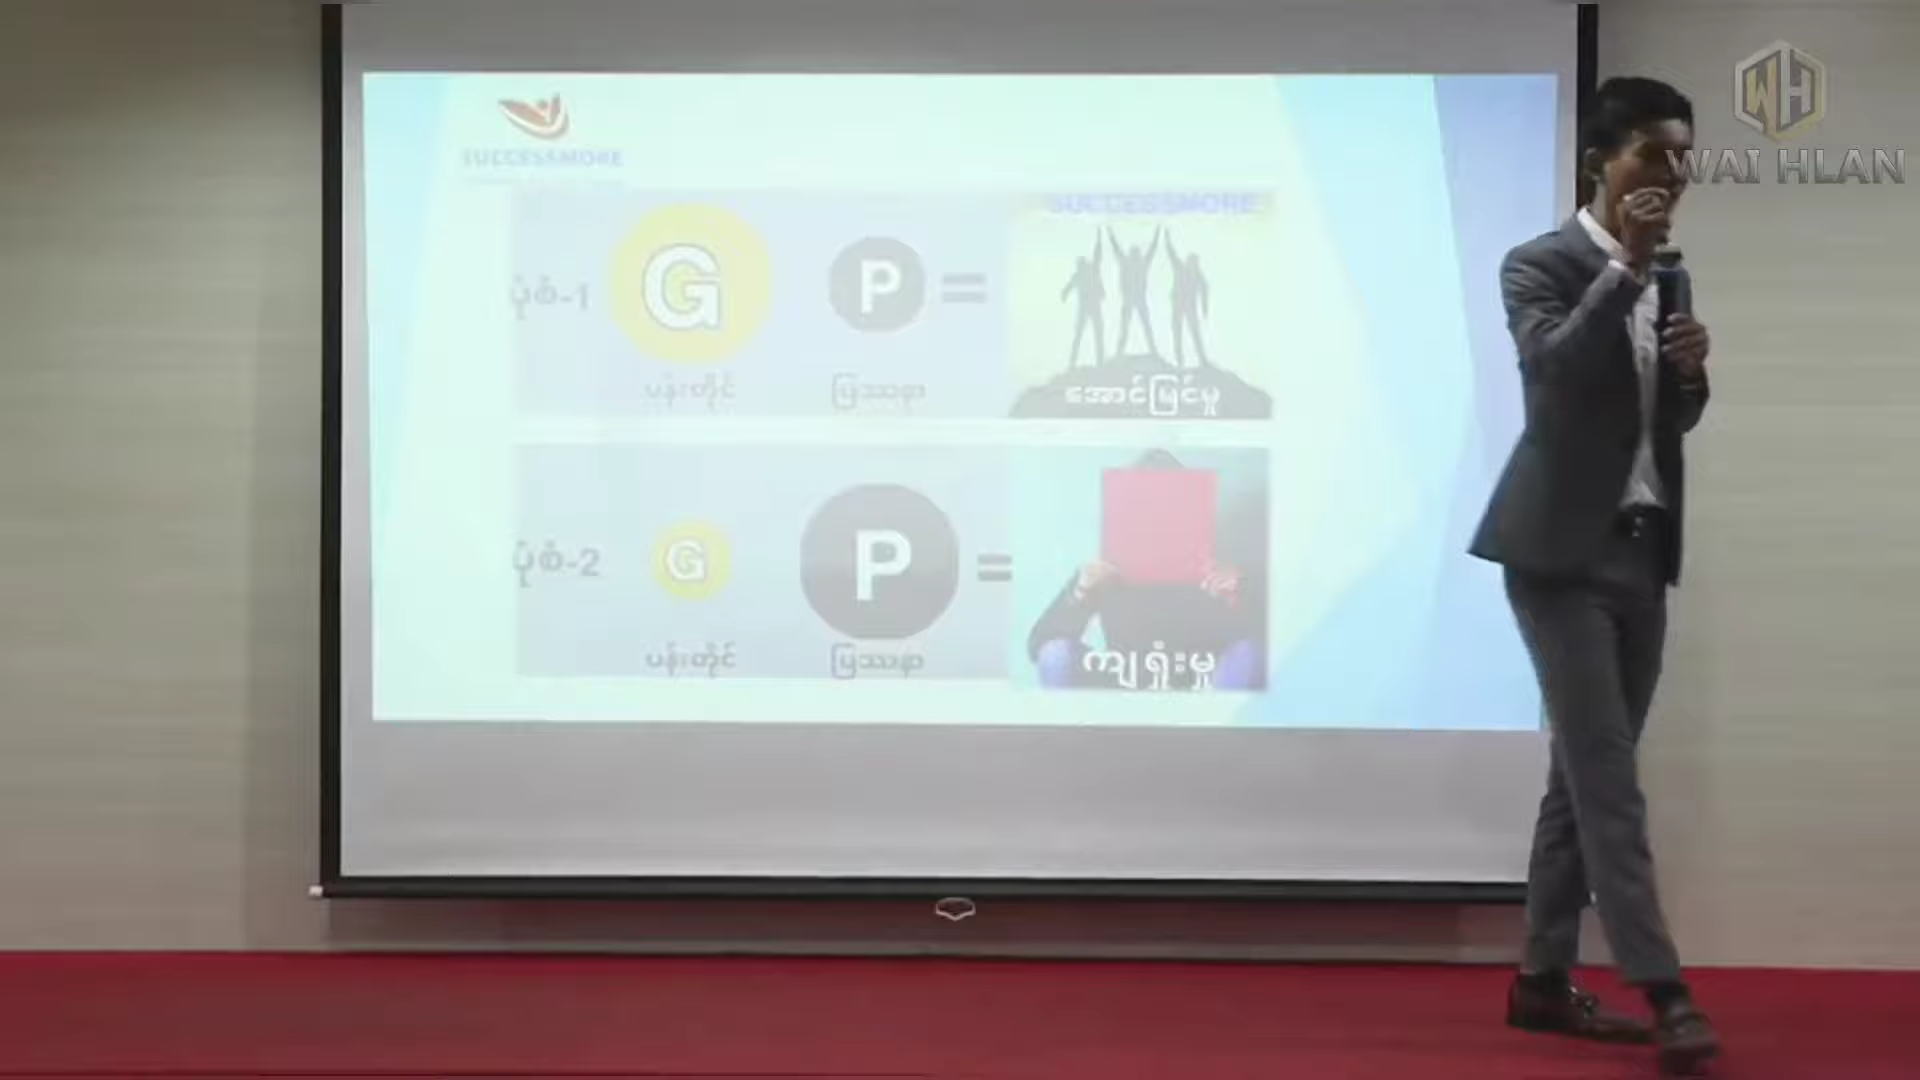 WH
WAI HLAN
SUCCESSMORE
SUCCESSMORE
ပုံစံ-1
G
P
=
ပန်းတိုင်
ပြဿနာ
အောင်မြင်မှု
ပုံစံ-2
G
P
=
ပန်းတိုင်
ပြဿနာ
ကျရှုံးမှု